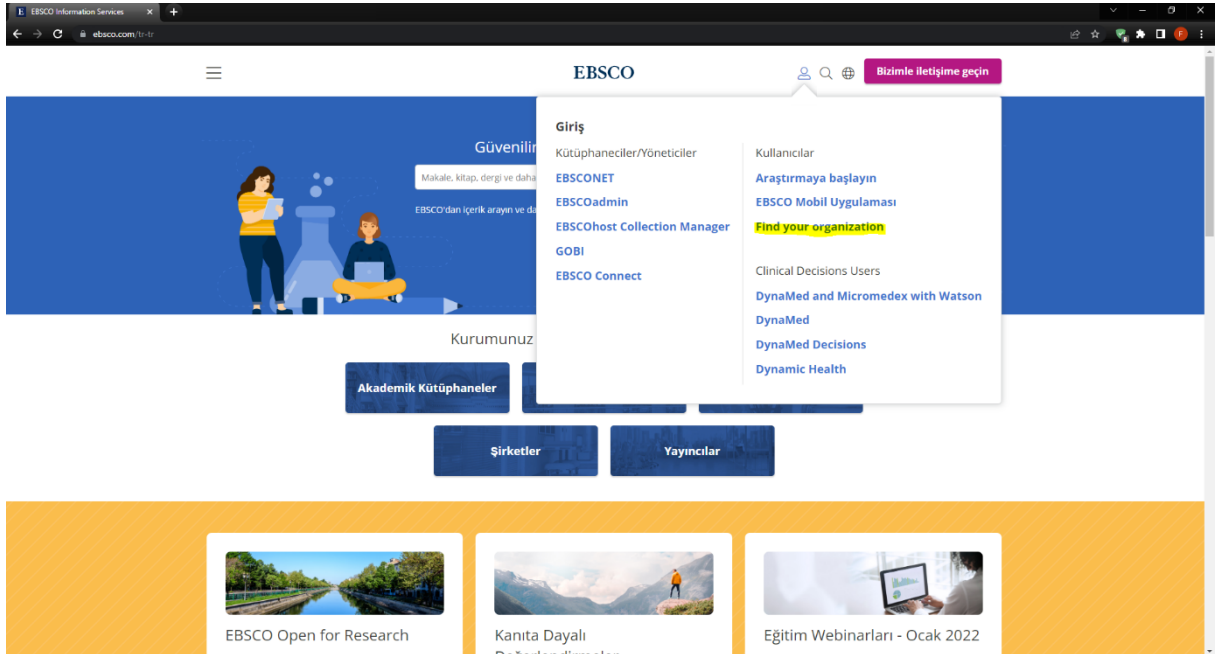 EBSCO Information Services
ebsco.com/tr-tr
F
EBSCO
Bizimle iletişime geçin
Güvenilir
Makale, kitap, dergi ve daha
EBSCO'dan içerik arayın ve da
Giriş
Kütüphaneciler/Yöneticiler
EBSCONET
EBSCOadmin
EBSCOhost Collection Manager
GOBI
EBSCO Connect
Kullanıcılar
Araştırmaya başlayın
EBSCO Mobil Uygulaması
Find your organization
Clinical Decisions Users
DynaMed and Micromedex with Watson
DynaMed
DynaMed Decisions
Dynamic Health
Kurumunuz
Akademik Kütüphaneler
Şirketler
Yayıncılar
EBSCO Open for Research
Kanıta Dayalı
Eğitim Webinarları - Ocak 2022